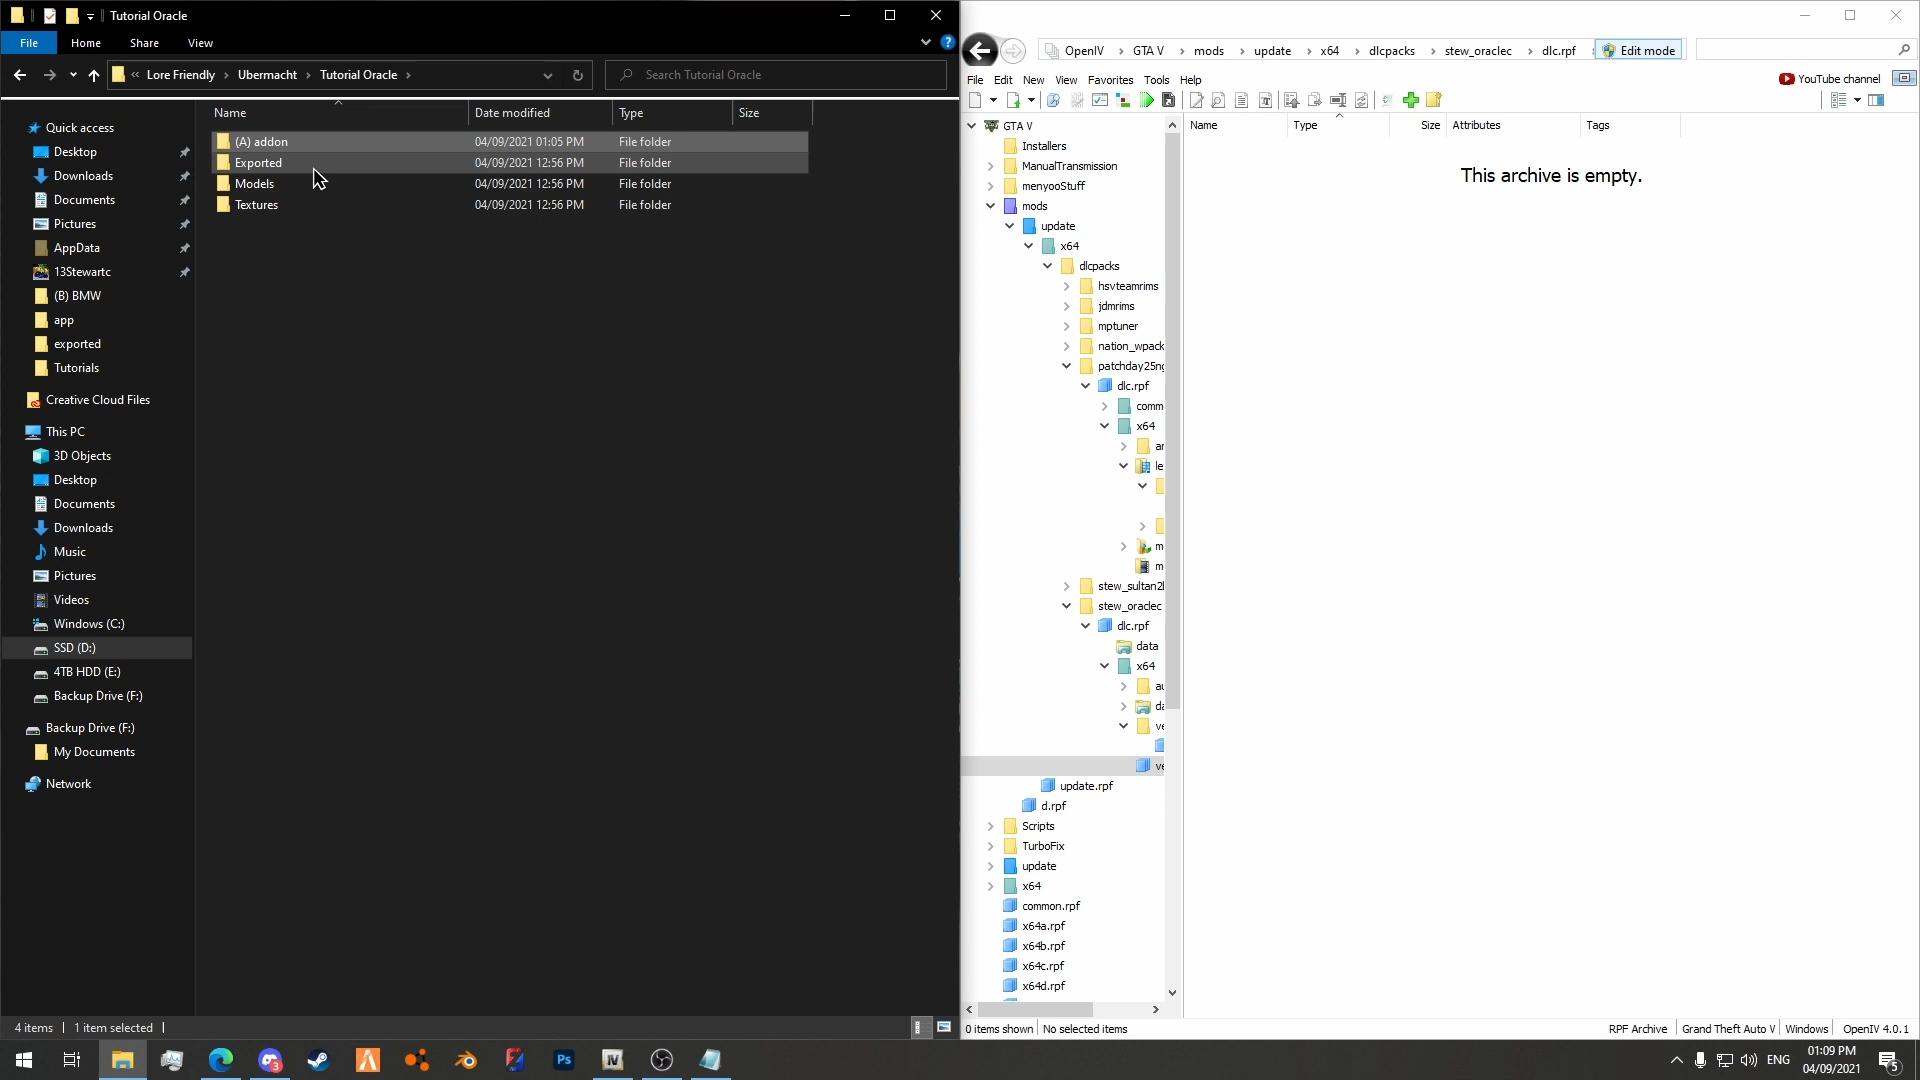 Tutorial Oracle
File
Home
Share
View
Lore Friendly
Ubermacht
Tutorial Oracle
Search Tutorial Oracle
Name
Date modified
Type
Size
(A) addon
04/09/2021 01:05 PM
File folder
Exported
04/09/2021 12:56 PM
File folder
Models
04/09/2021 12:56 PM
File folder
Textures
04/09/2021 12:56 PM
File folder
Quick access
Desktop
Downloads
Documents
Pictures
AppData
13Stewartc
(B) BMW
app
exported
Tutorials
Creative Cloud Files
This PC
3D Objects
Desktop
Documents
Downloads
Music
Pictures
Videos
Windows (C:)
SSD (D:)
4TB HDD (E:)
Backup Drive (F:)
Backup Drive (F:)
My Documents
Network
4 items
1 item selected
OpenIV
GTA V
mods
update
x64
dlcpacks
stew_oraclec
dlc.rpf
Edit mode
File
Edit
New
View
Favorites
Tools
Help
YouTube channel
GTA V
Installers
ManualTransmission
menyooStuff
mods
update
x64
dlcpacks
hsvteamrims
jdmrims
mptuner
nation_wpack
patchday25ng
dlc.rpf
comm
x64
le
m
m
stew_sultan2
stew_oraclec
dlc.rpf
data
x64
au
da
ve
ve
update.rpf
d.rpf
Scripts
TurboFix
update
x64
common.rpf
x64a.rpf
x64b.rpf
x64c.rpf
x64d.rpf
Name
Type
Size
Attributes
Tags
This archive is empty.
0 items shown
No selected items
RPF Archive
Grand Theft Auto V
Windows
OpenIV 4.0.1
ENG
01:09 PM
04/09/2021
5